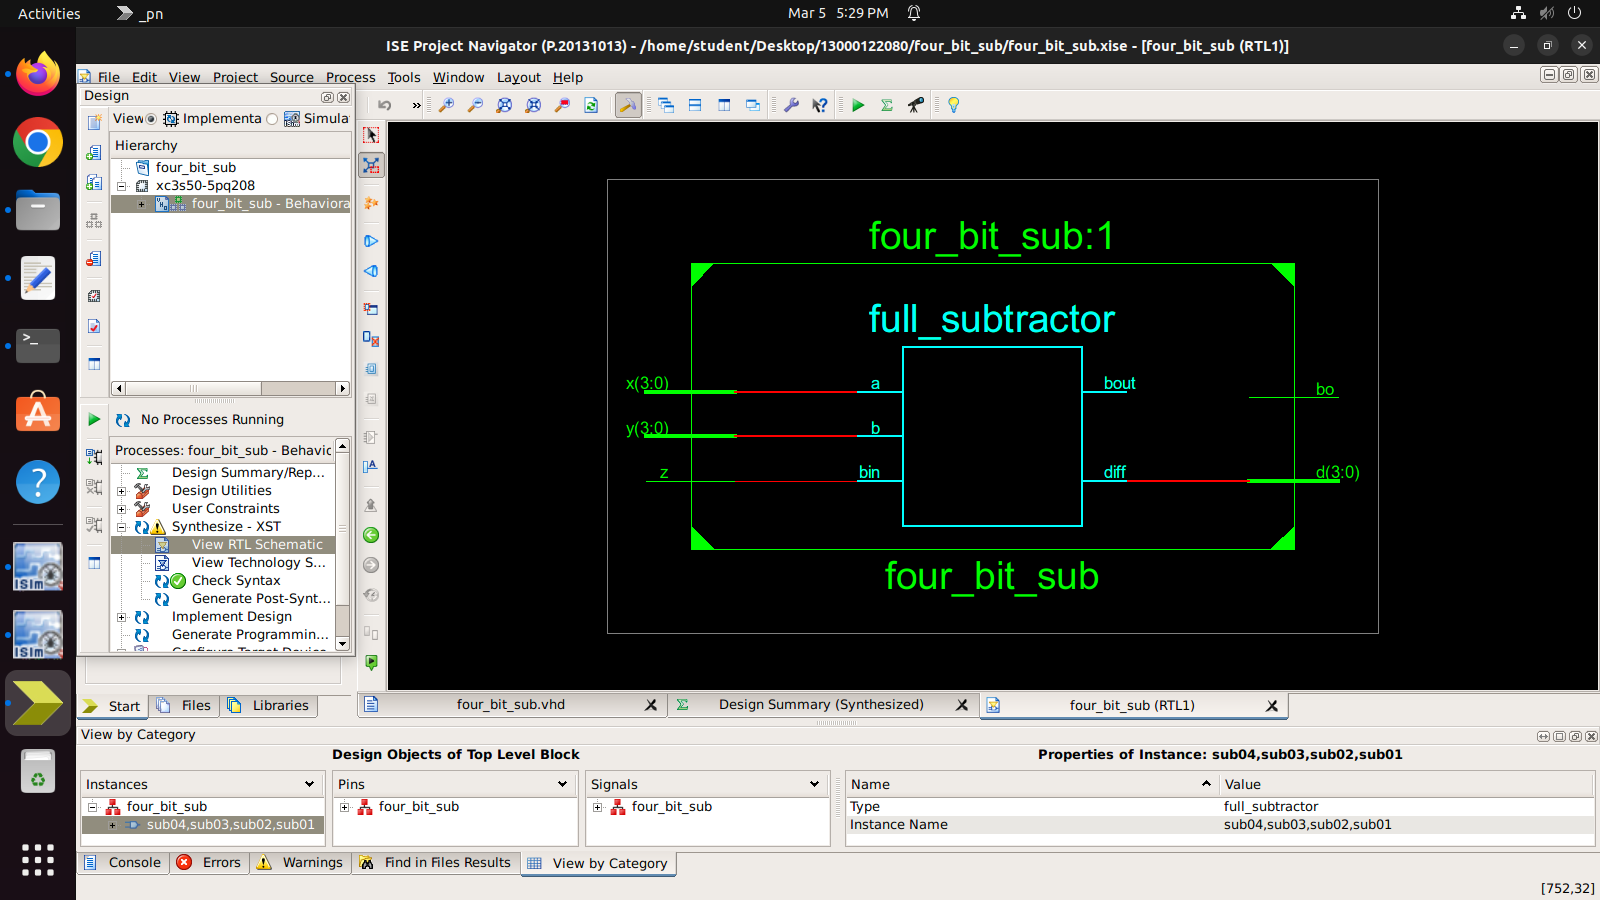 Activities
_pn
Mar 5 5:29 PM
ISE Project Navigator (P.20131013) - /home/student/Desktop/13000122080/four_bit_sub/four_bit_sub.xise - [four_bit_sub (RTL1)]
File Edit View Project Source Process Tools Window Layout Help
Design
View Implementa Simula
Hierarchy
four_bit_sub
xc3s50-5pq208
four_bit_sub - Behaviora
No Processes Running
Processes: four_bit_sub - Behavic
Design Summary/Rep...
Design Utilities
User Constraints
Synthesize - XST
View RTL Schematic
View Technology S...
Check Syntax
Generate Post-Synt...
Implement Design
Generate Programmin...
Configure Target Device
Start Files Libraries
four_bit_sub:1
full_subtractor
x(3:0) a bout bo
y(3:0) b
z bin diff d(3:0)
four_bit_sub
four_bit_sub.vhd
Design Summary (Synthesized)
four_bit_sub (RTL1)
View by Category
Design Objects of Top Level Block
Properties of Instance: sub04,sub03,sub02,sub01
Instances Pins Signals Name Value
four_bit_sub four_bit_sub four_bit_sub Type full_subtractor
sub04,sub03,sub02,sub01 Instance Name sub04,sub03,sub02,sub01
Console Errors Warnings Find in Files Results View by Category
[752,32]
ISim
ISim